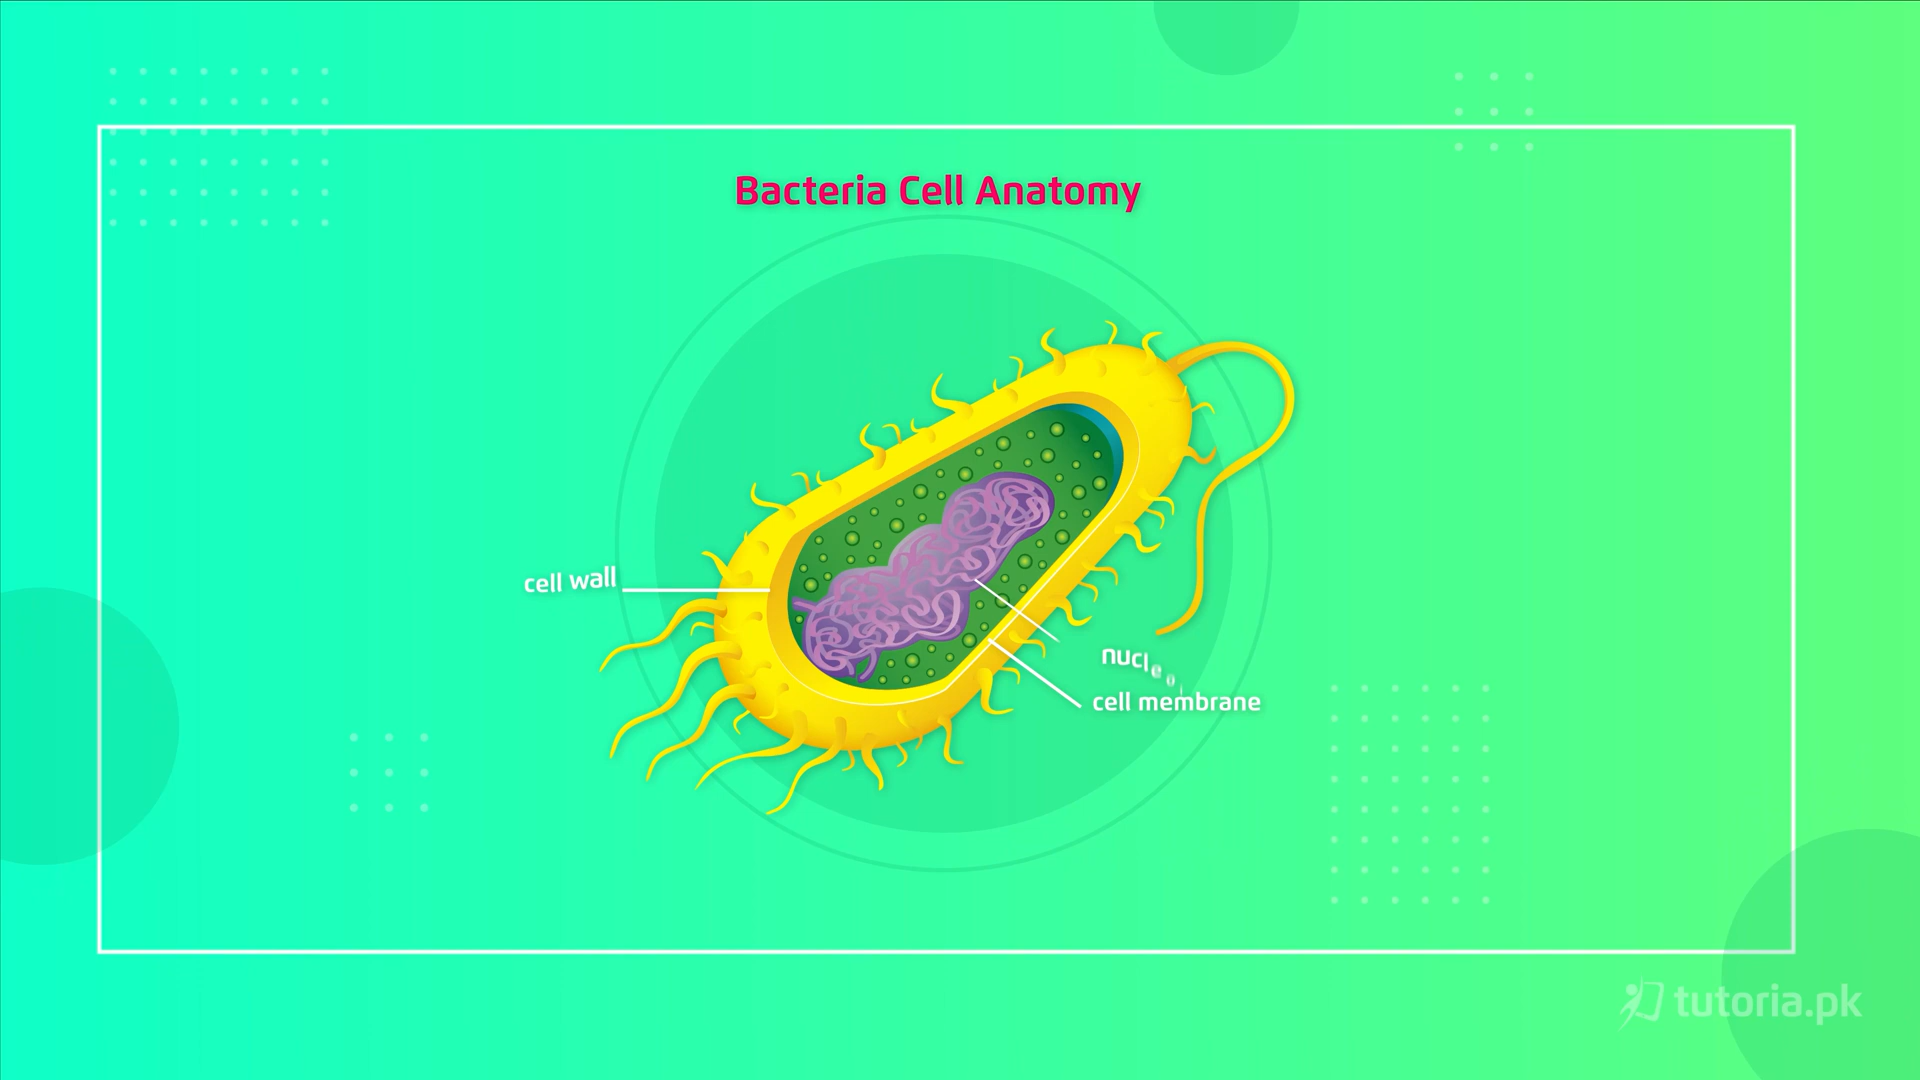 Bacteria Cell Anatomy
cell wall
cell membrane
tutoria.pk